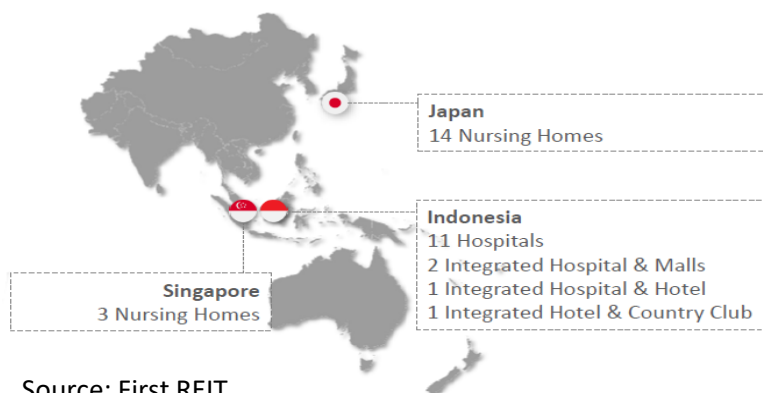 Japan
14 Nursing Homes
Indonesia
11 Hospitals
2 Integrated Hospital & Malls
1 Integrated Hospital & Hotel
1 Integrated Hotel & Country Club
Singapore
3 Nursing Homes
Source: First REIT